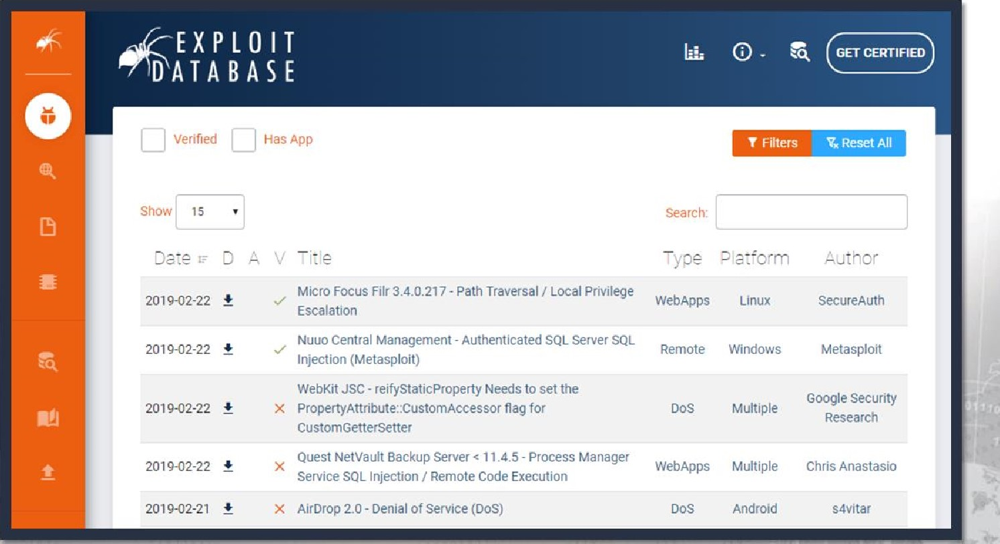 EXPLOIT
DATABASE
GET CERTIFIED
Verified
Has App
Filters
Reset All
Show 15
Search:
Date D A V Title Type Platform Author
2019-02-22 Micro Focus Filr 3.4.0.217 - Path Traversal / Local Privilege
Escalation WebApps Linux SecureAuth
2019-02-22 Nuuo Central Management - Authenticated SQL Server SQL
Injection (Metasploit) Remote Windows Metasploit
2019-02-22 WebKit JSC - reifyStaticProperty Needs to set the
PropertyAttribute::CustomAccessor flag for
CustomGetterSetter DoS Multiple Google Security
Research
2019-02-22 Quest NetVault Backup Server < 11.4.5 - Process Manager
Service SQL Injection / Remote Code Execution WebApps Multiple Chris Anastasio
2019-02-21 AirDrop 2.0 - Denial of Service (DoS) DoS Android s4vitar